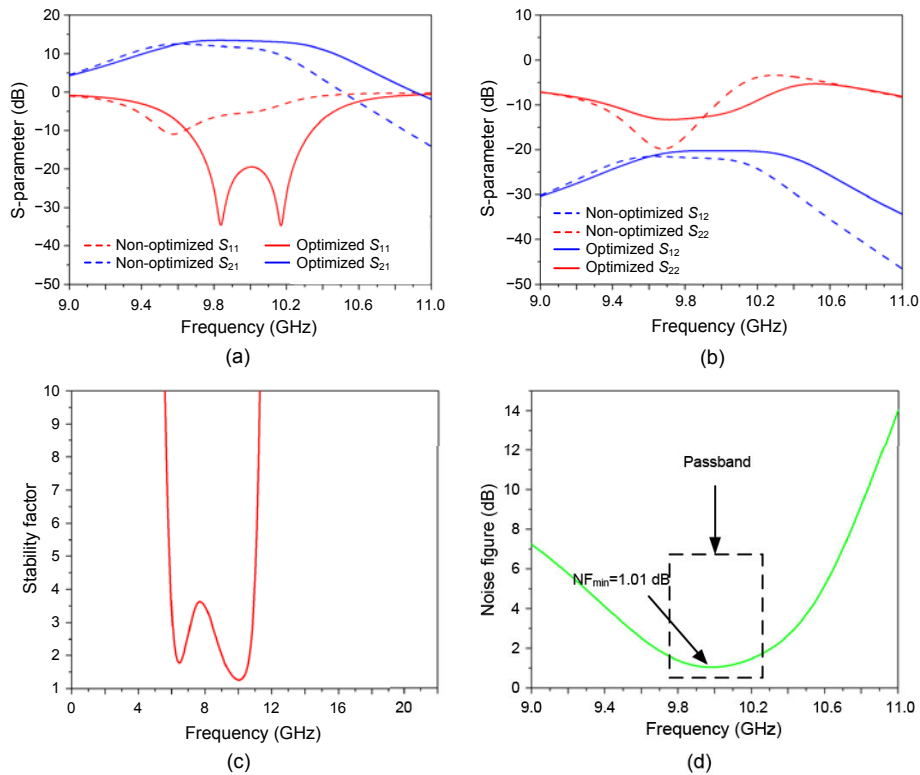 20
10
0
−10
−20
−30
−40
−50
S-parameter (dB)
Non-optimized S11 Optimized S11
Non-optimized S21 Optimized S21
9.0 9.4 9.8 10.2 10.6 11.0
Frequency (GHz)
(a)
10
0
−10
−20
−30
−40
−50
S-parameter (dB)
Non-optimized S12
Non-optimized S22
Optimized S12
Optimized S22
9.0 9.4 9.8 10.2 10.6 11.0
Frequency (GHz)
(b)
10
9
8
7
6
5
4
3
2
1
Stability factor
0 4 8 12 16 20
Frequency (GHz)
(c)
14
12
10
8
6
4
2
0
Noise figure (dB)
Passband
NFmin=1.01 dB
9.0 9.4 9.8 10.2 10.6 11.0
Frequency (GHz)
(d)